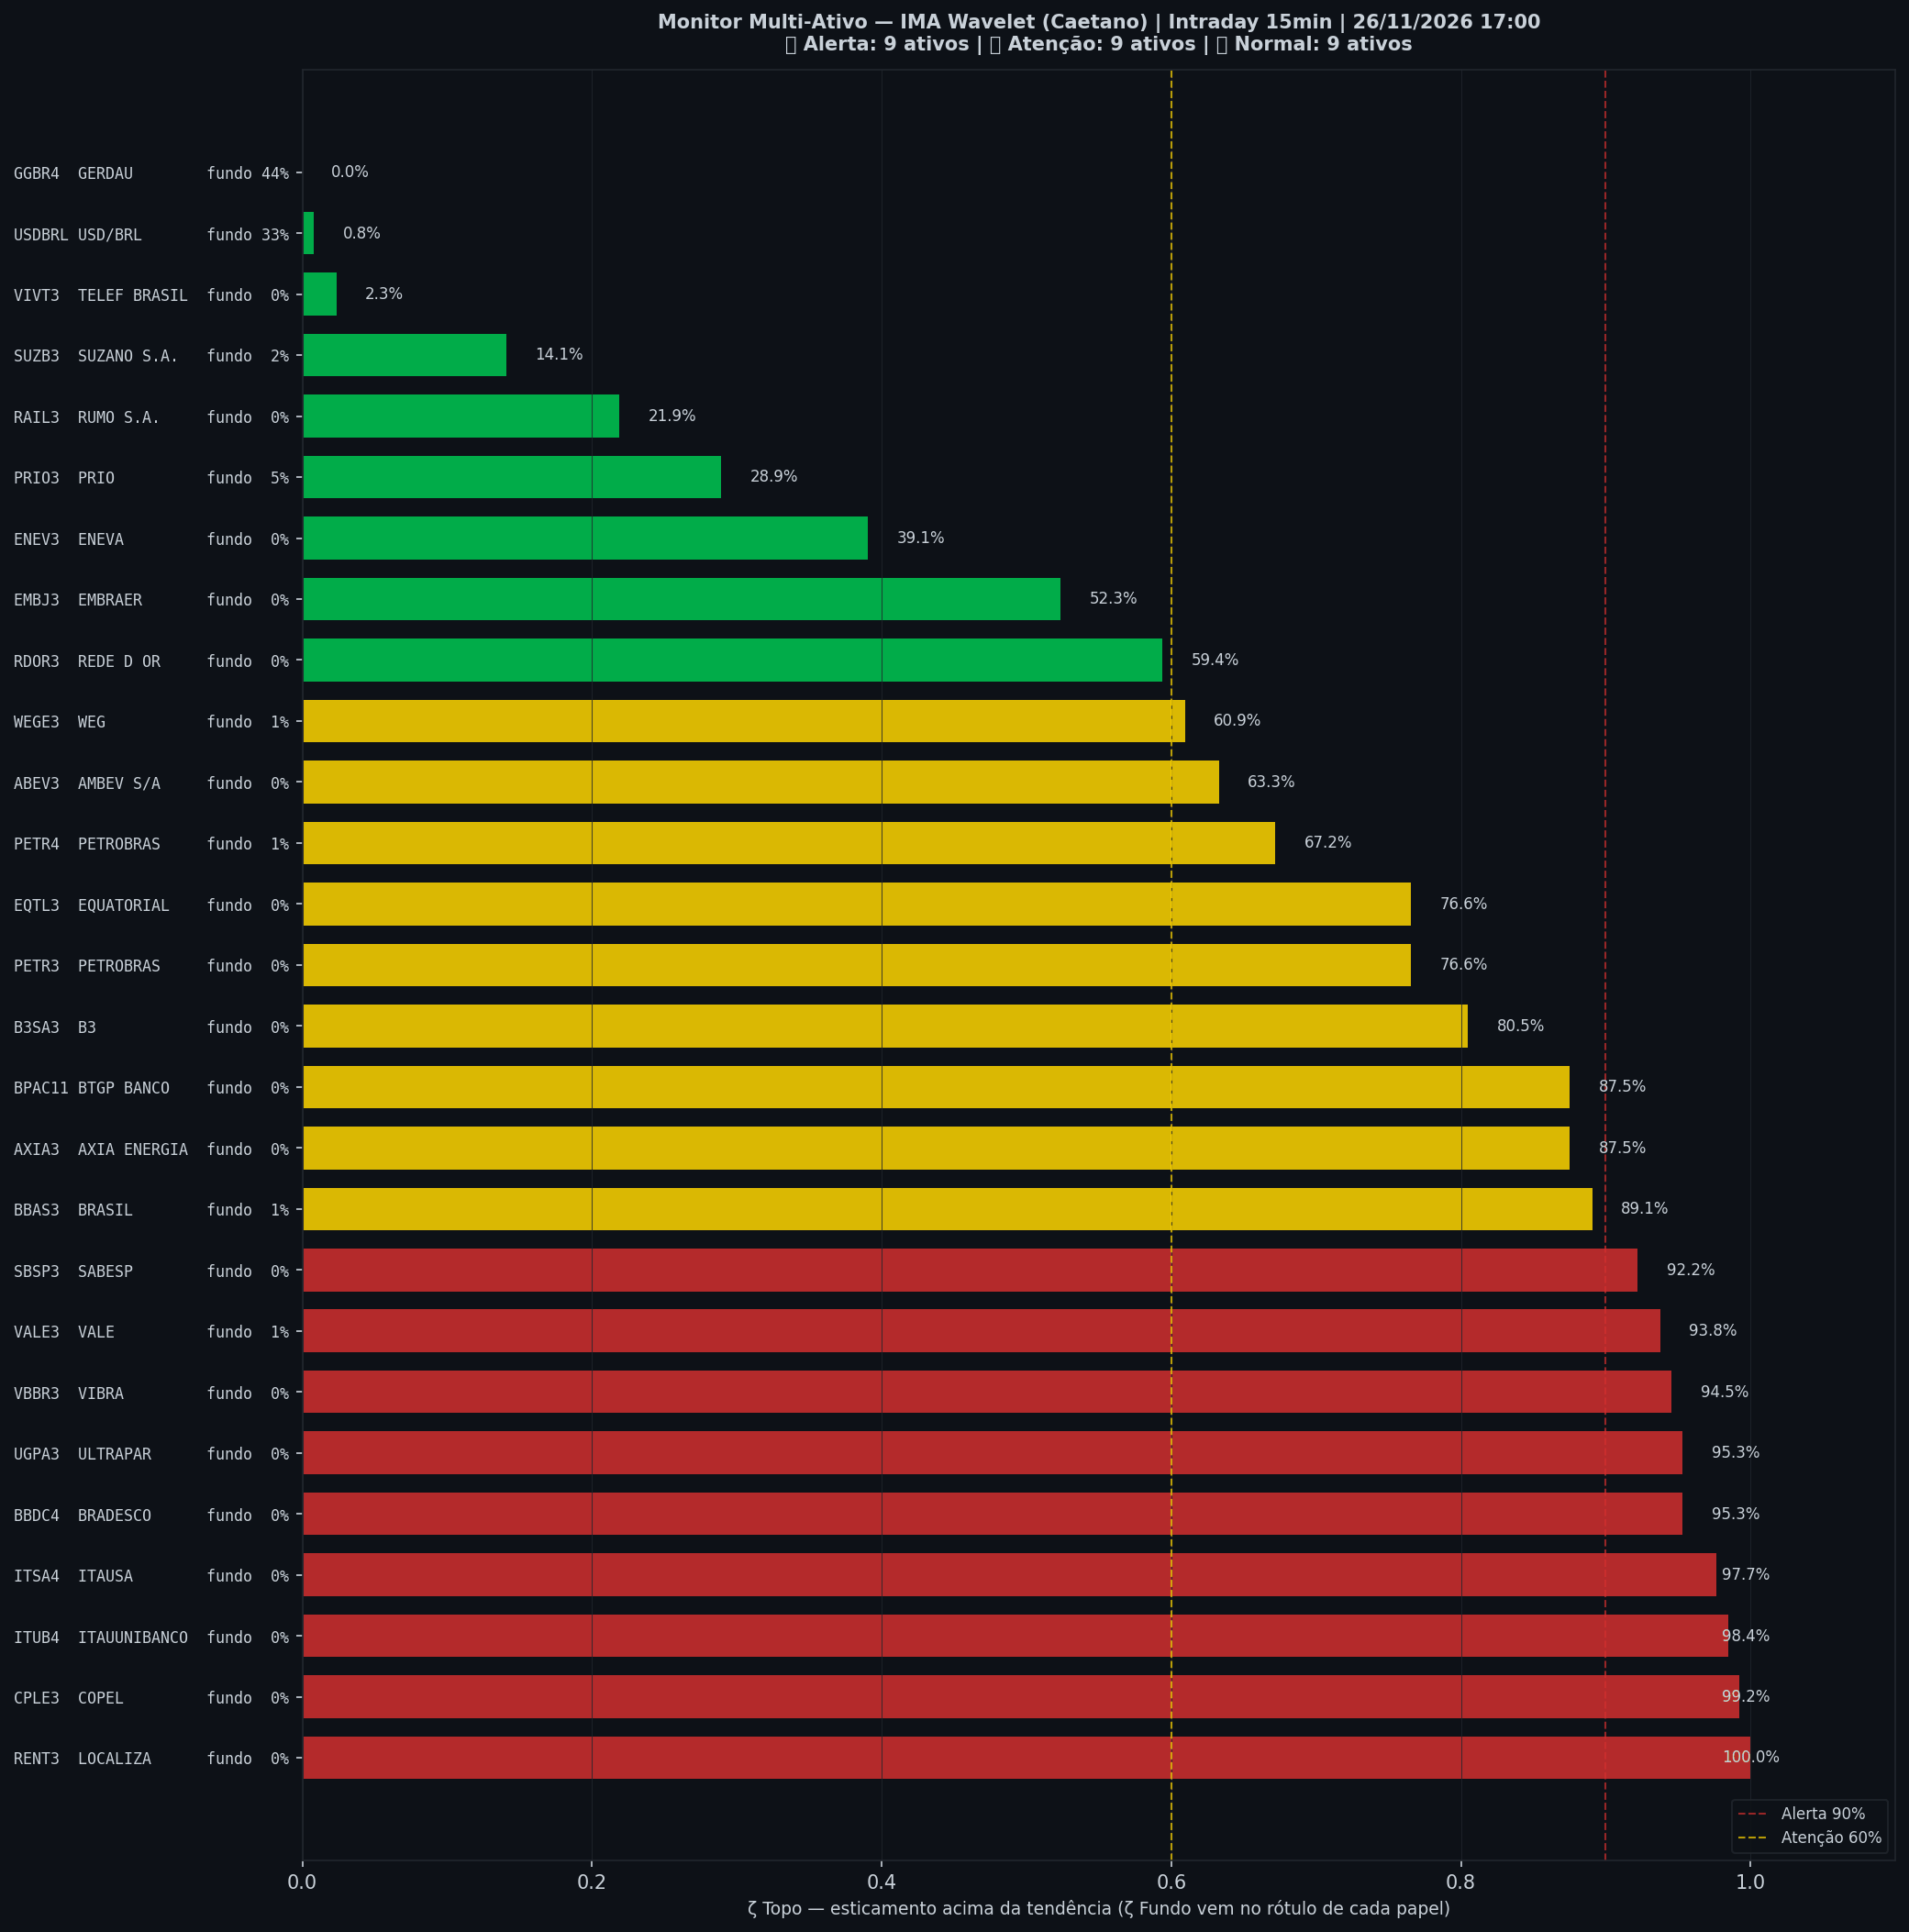 Monitor Multi-Ativo — IMA Wavelet (Caetano) | Intraday 15min | 26/11/2026 17:00
▯ Alerta: 9 ativos | ▯ Atenção: 9 ativos | ▯ Normal: 9 ativos
GGBR4 GERDAU fundo 44% 0.0%
USDBRL USD/BRL fundo 33% 0.8%
VIVT3 TELEF BRASIL fundo 0% 2.3%
SUZB3 SUZANO S.A. fundo 2% 14.1%
RAIL3 RUMO S.A. fundo 0% 21.9%
PRIO3 PRIO fundo 5% 28.9%
ENEV3 ENEVA fundo 0% 39.1%
EMBJ3 EMBRAER fundo 0% 52.3%
RDOR3 REDE D OR fundo 0% 59.4%
WEGE3 WEG fundo 1% 60.9%
ABEV3 AMBEV S/A fundo 0% 63.3%
PETR4 PETROBRAS fundo 1% 67.2%
EQTL3 EQUATORIAL fundo 0% 76.6%
PETR3 PETROBRAS fundo 0% 76.6%
B3SA3 B3 fundo 0% 80.5%
BPAC11 BTGP BANCO fundo 0% 87.5%
AXIA3 AXIA ENERGIA fundo 0% 87.5%
BBAS3 BRASIL fundo 1% 89.1%
SBSP3 SABESP fundo 0% 92.2%
VALE3 VALE fundo 1% 93.8%
VBBR3 VIBRA fundo 0% 94.5%
UGPA3 ULTRAPAR fundo 0% 95.3%
BBDC4 BRADESCO fundo 0% 95.3%
ITSA4 ITAUSA fundo 0% 97.7%
ITUB4 ITAUUNIBANCO fundo 0% 98.4%
CPLE3 COPEL fundo 0% 99.2%
RENT3 LOCALIZA fundo 0% 100.0%
Alerta 90%
Atenção 60%
0.0 0.2 0.4 0.6 0.8 1.0
ζ Topo — esticamento acima da tendência (ζ Fundo vem no rótulo de cada papel)